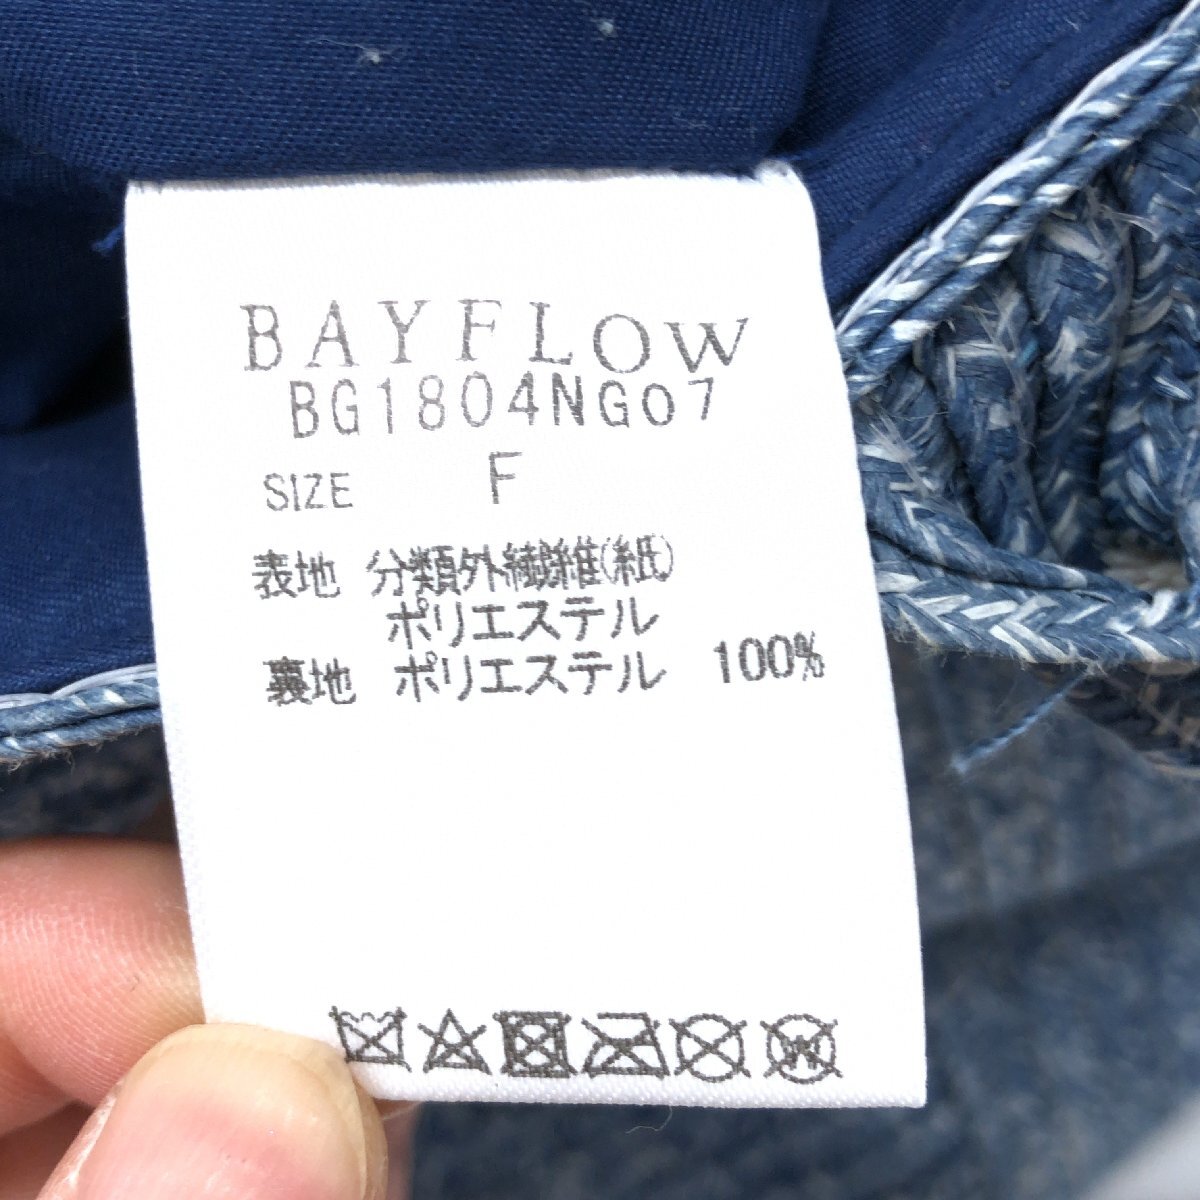 BAYFLOW
BG1804NG07
SIZE F
表地 分類外繊維(紙)
ポリエステル
裏地 ポリエステル 100%